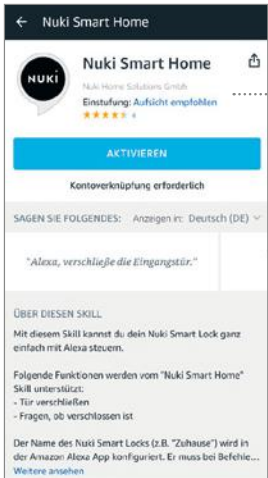 Nuki Smart Home
NUKI
Nuki Smart Home
Nuki Home Solutions GmbH
Einstufung: Aufsicht empfohlen
AKTIVIEREN
Kontoverknüpfung erforderlich
SAGEN SIE FOLGENDES: Anzeigen in: Deutsch (DE)
"Alexa, verschließe die Eingangstür."
ÜBER DIESEN SKILL
Mit diesem Skill kannst du dein Nuki Smart Lock ganz
einfach mit Alexa steuern.
Folgende Funktionen werden vom "Nuki Smart Home"
Skill unterstützt:
- Tür verschließen
- Fragen, ob verschlossen ist
Der Name des Nuki Smart Locks (z.B. "Zuhause") wird in
der Amazon Alexa App konfiguriert. Er muss bei Befehle...
Weitere ansehen